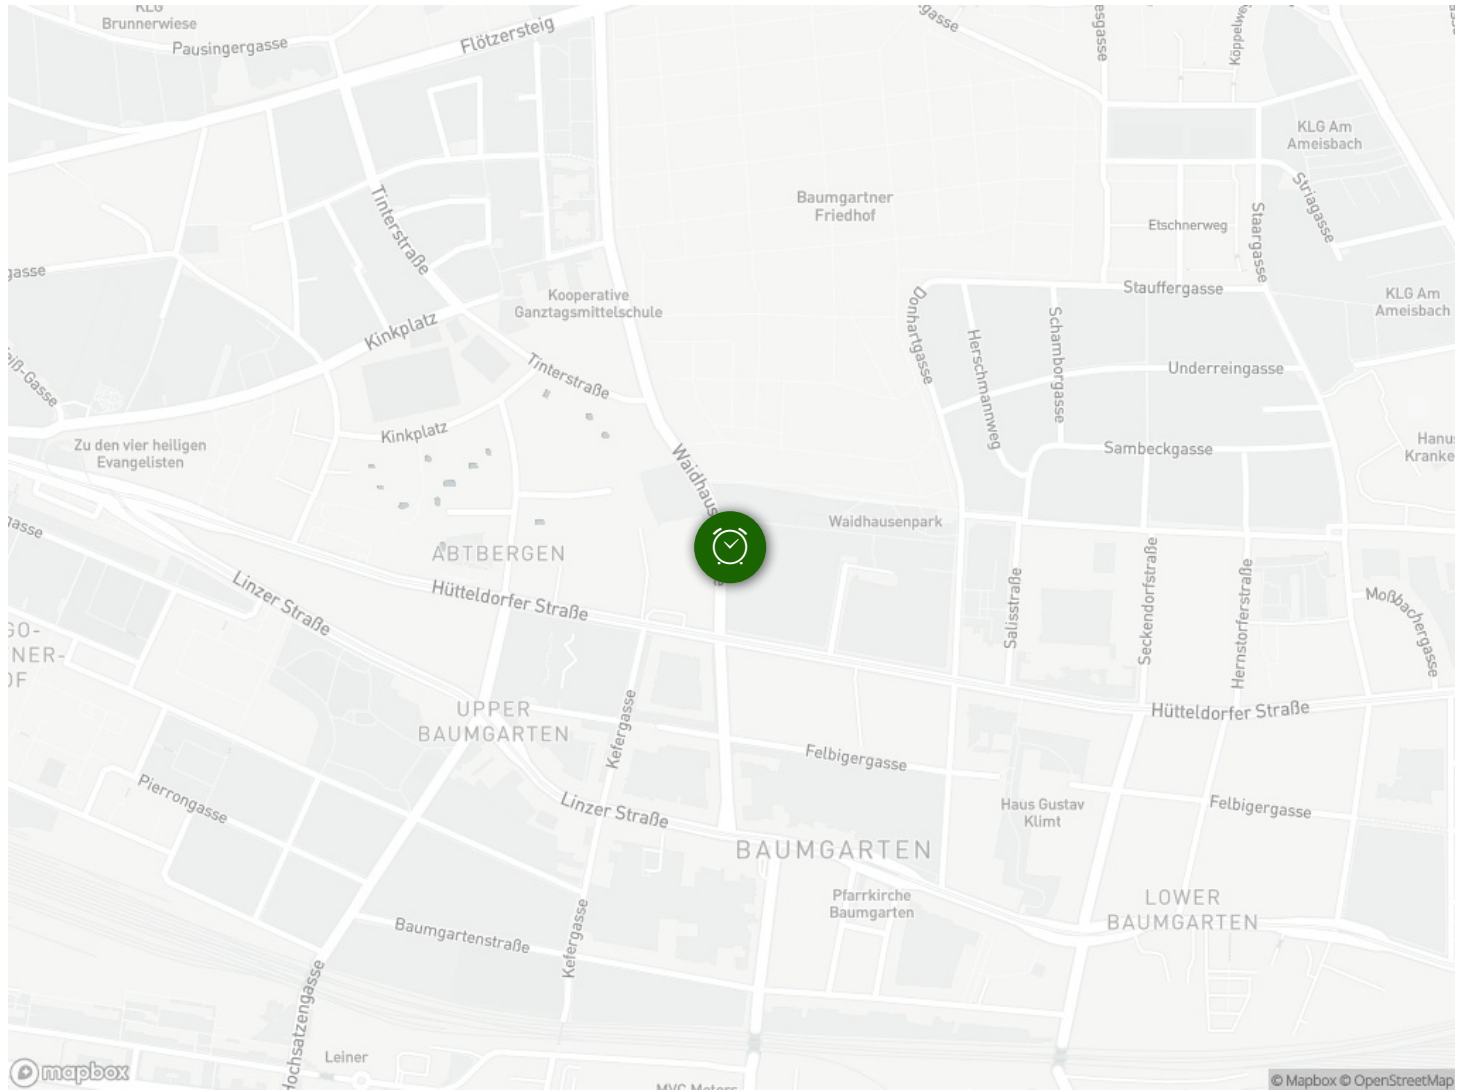 KLG
Brunnerwiese
Pausingergasse
Flötzersteig
Köppelweg
KLG Am
Ameisbach
Striagasse
Staargasse
Etschnerweg
Baumgartner
Friedhof
Tinterstraße
Kooperative
Ganztagsmittelschule
Stauffergasse
KLG Am
Ameisbach
Kinkplatz
Donhartgasse
Herschmannweg
Schamborgasse
Underreingasse
Tinterstraße
Kinkplatz
Zu den vier heiligen
Evangelisten
Sambeckgasse
Waidhaus
Waidhausenpark
ABTBERGEN
Hütteldorfer Straße
Linzer Straße
Salisstraße
Seckendorfstraße
Hernstorferstraße
Moßbachergasse
UPPER
BAUMGARTEN
Kefergasse
Hütteldorfer Straße
Felbigergasse
Pierrongasse
Linzer Straße
Haus Gustav
Klimt
Felbigergasse
BAUMGARTEN
Pfarrkirche
Baumgarten
LOWER
BAUMGARTEN
Baumgartenstraße
Kefergasse
Hochsatzengasse
Leiner
mapbox
© Mapbox © OpenStreetMap